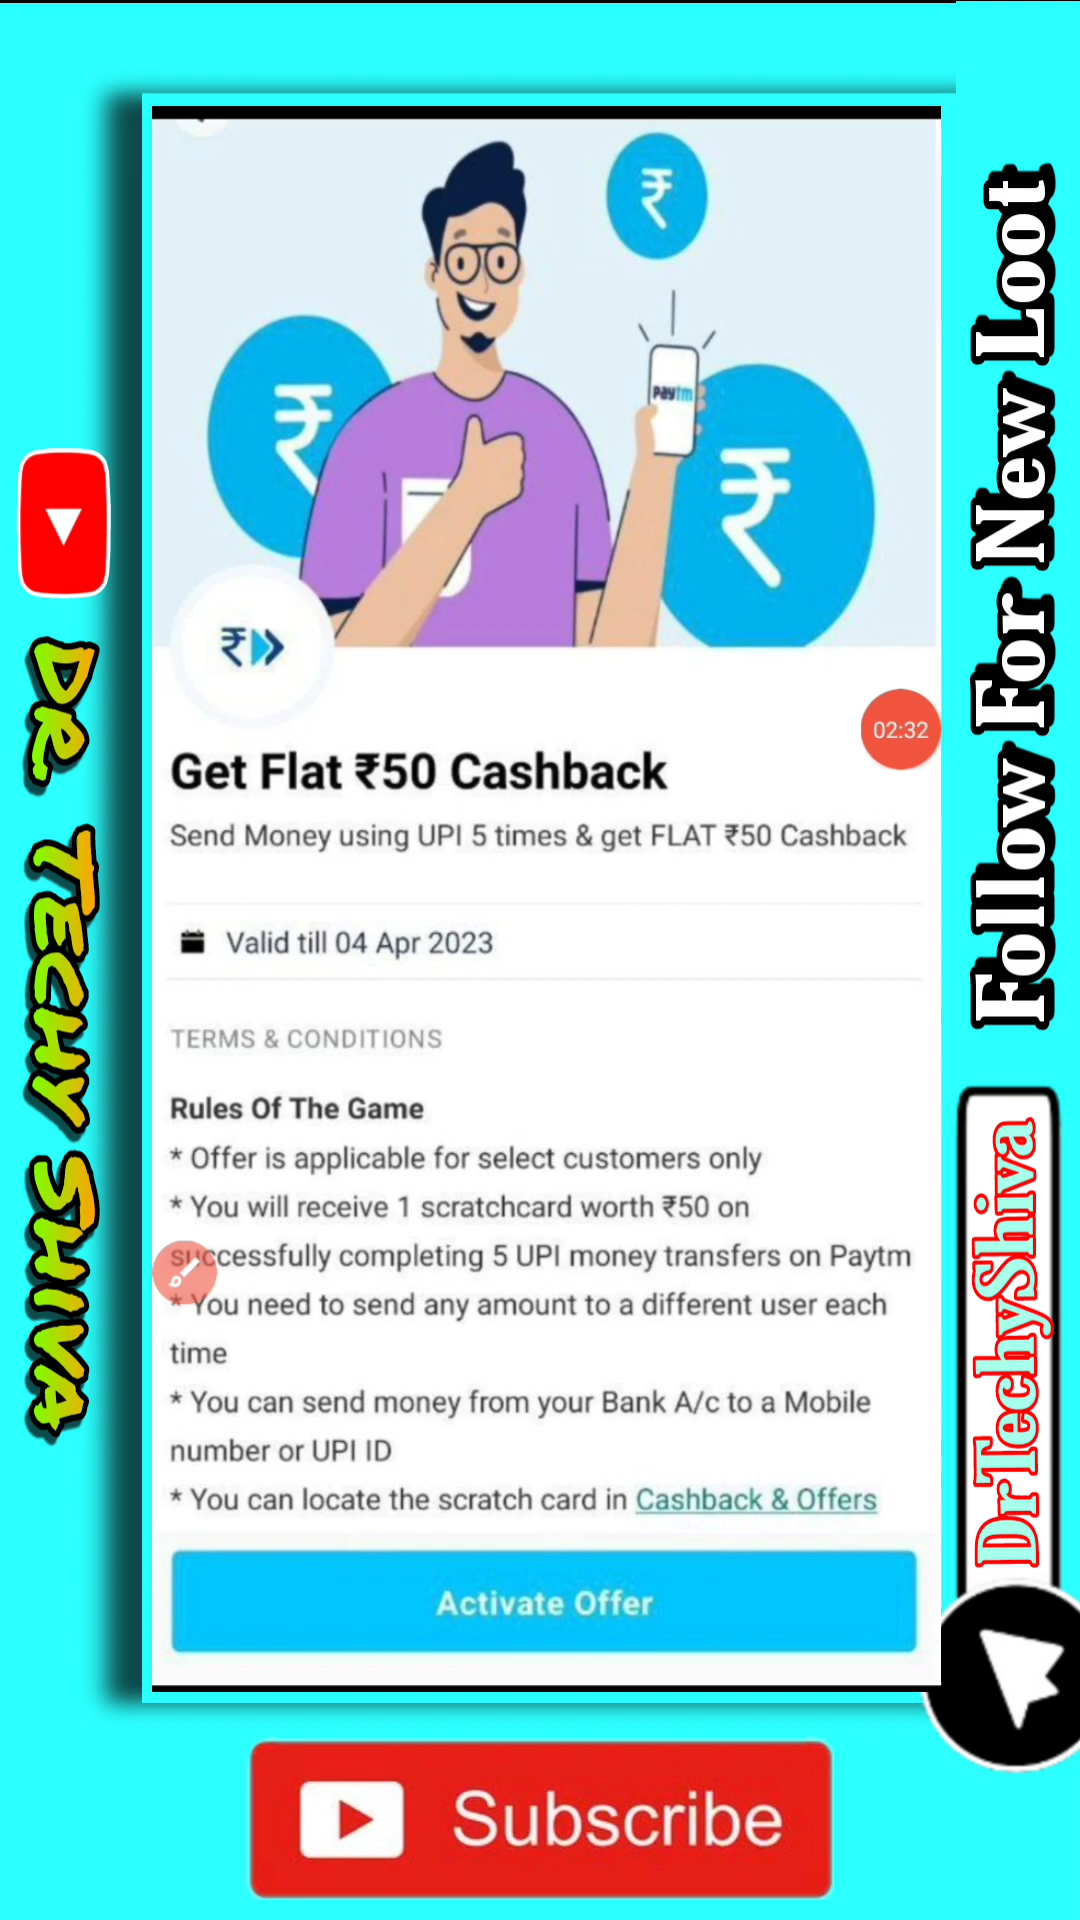 Paytm
02:32
Get Flat ₹50 Cashback
Send Money using UPI 5 times & get FLAT ₹50 Cashback
Valid till 04 Apr 2023
TERMS & CONDITIONS
Rules Of The Game
* Offer is applicable for select customers only
* You will receive 1 scratchcard worth ₹50 on
successfully completing 5 UPI money transfers on Paytm
* You need to send any amount to a different user each
time
* You can send money from your Bank A/c to a Mobile
number or UPI ID
* You can locate the scratch card in Cashback & Offers
Activate Offer
DR. TECHY SHIVA
Follow For New Loot
DrTechyShiva
Subscribe